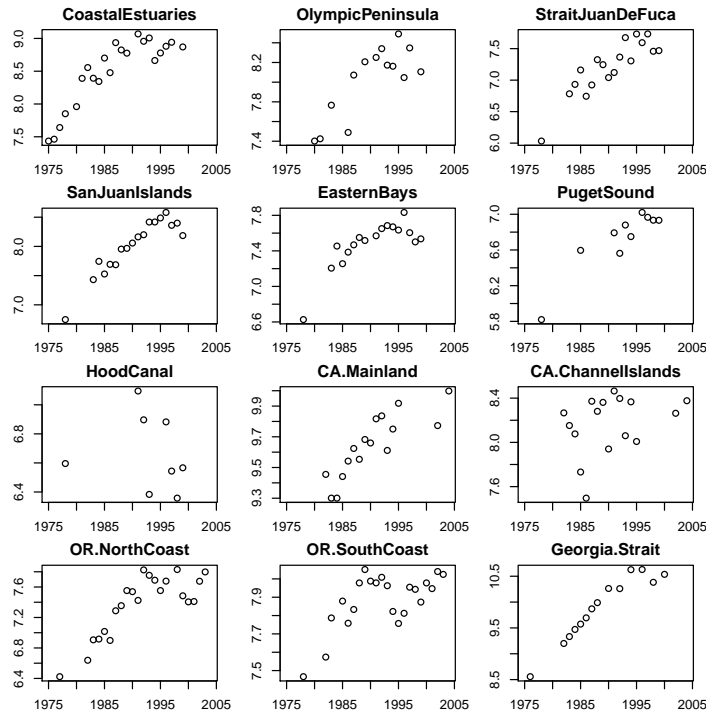 CoastalEstuaries
9.0
8.5
8.0
7.5
1975 1985 1995 2005
OlympicPeninsula
8.2
7.8
7.4
1975 1985 1995 2005
StraitJuanDeFuca
7.5
7.0
6.5
6.0
1975 1985 1995 2005
SanJuanIslands
8.0
7.0
1975 1985 1995 2005
EasternBays
7.8
7.4
7.0
6.6
1975 1985 1995 2005
PugetSound
7.0
6.6
6.2
5.8
1975 1985 1995 2005
HoodCanal
6.8
6.4
1975 1985 1995 2005
CA.Mainland
9.9
9.7
9.5
9.3
1975 1985 1995 2005
CA.ChannelIslands
8.4
8.0
7.6
1975 1985 1995 2005
OR.NorthCoast
7.6
7.2
6.8
6.4
1975 1985 1995 2005
OR.SouthCoast
7.9
7.7
7.5
1975 1985 1995 2005
Georgia.Strait
10.5
9.5
8.5
1975 1985 1995 2005